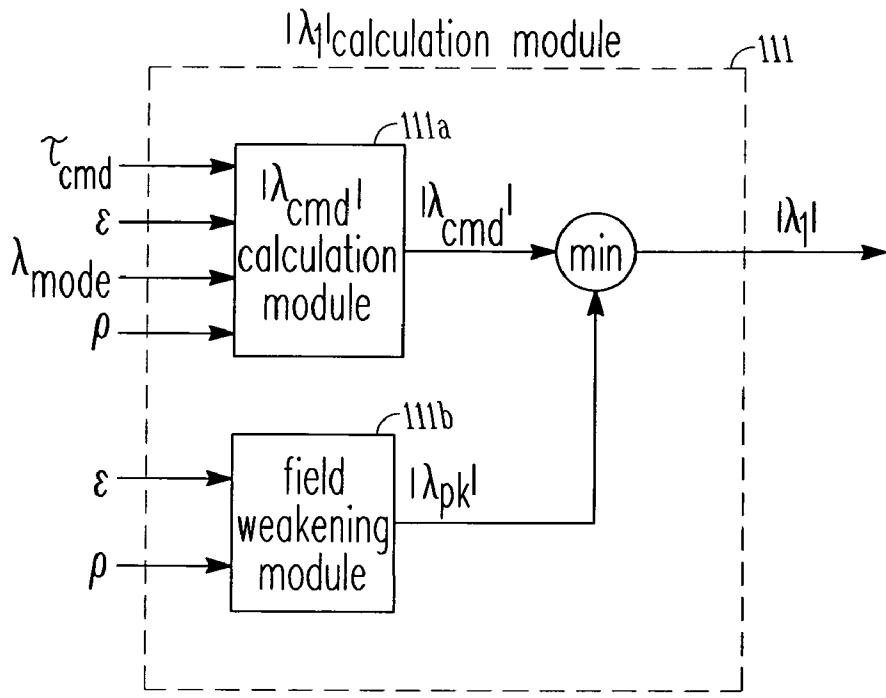 |λ1|calculation module
111
111a
τcmd
ε
λmode
ρ
|λcmd|
calculation
module
|λcmd|
min
|λ1|
111b
ε
ρ
field
weakening
module
|λpk|